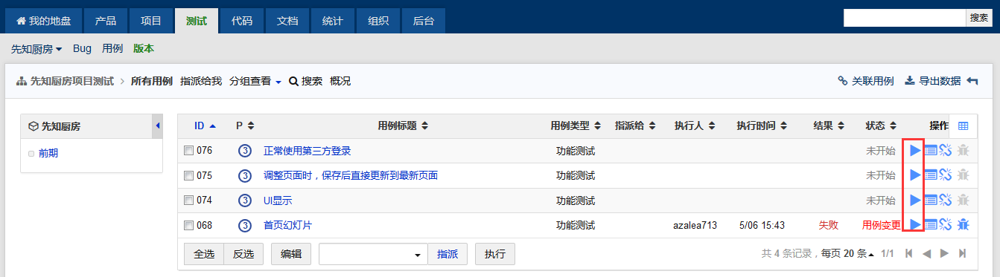 我的地盘 产品 项目 测试 代码 文档 统计 组织 后台 搜索
先知厨房 Bug 用例 版本
先知厨房项目测试 所有用例 指派给我 分组查看 搜索 概况 关联用例 导出数据
先知厨房
前期
ID P 用例标题 用例类型 指派给 执行人 执行时间 结果 状态 操作
076 3 正常使用第三方登录 功能测试 未开始
075 3 调整页面时，保存后直接更新到最新页面 功能测试 未开始
074 3 UI显示 功能测试 未开始
068 3 首页幻灯片 功能测试 azalea713 5/06 15:43 失败 用例变更
全选 反选 编辑 指派 执行 共 4 条记录，每页 20 条 1/1